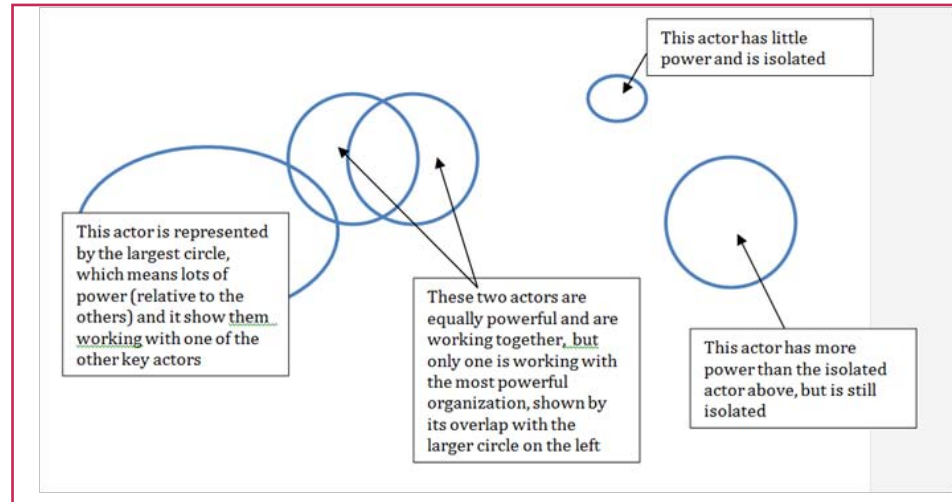 This actor has little
power and is isolated
This actor is represented
by the largest circle,
which means lots of
power (relative to the
others) and it show them
working with one of the
other key actors
These two actors are
equally powerful and are
working together, but
only one is working with
the most powerful
organization, shown by
its overlap with the
larger circle on the left
This actor has more
power than the isolated
actor above, but is still
isolated